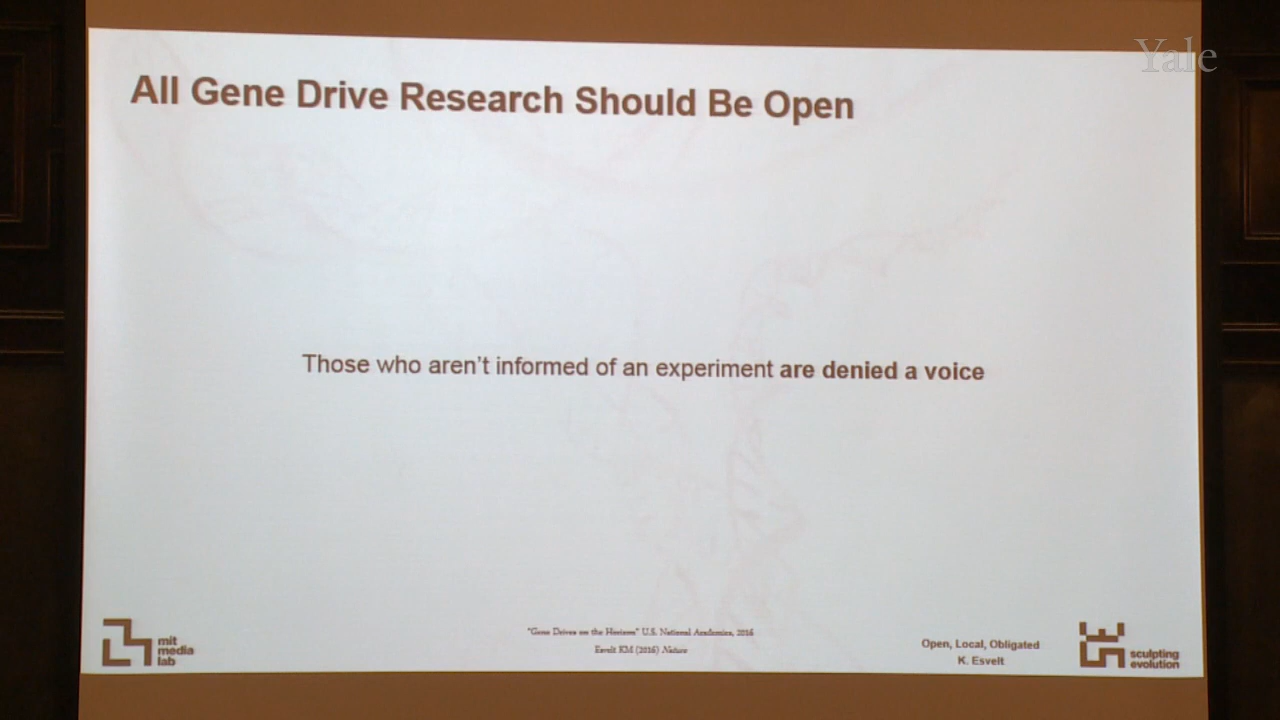 Yale
All Gene Drive Research Should Be Open
Those who aren't informed of an experiment are denied a voice
"Gene Drives on the Horizon" U.S. National Academies, 2016
Esvelt KM (2016) Nature
mit
media
lab
Open, Local, Obligated
K. Esvelt
sculpting
evolution